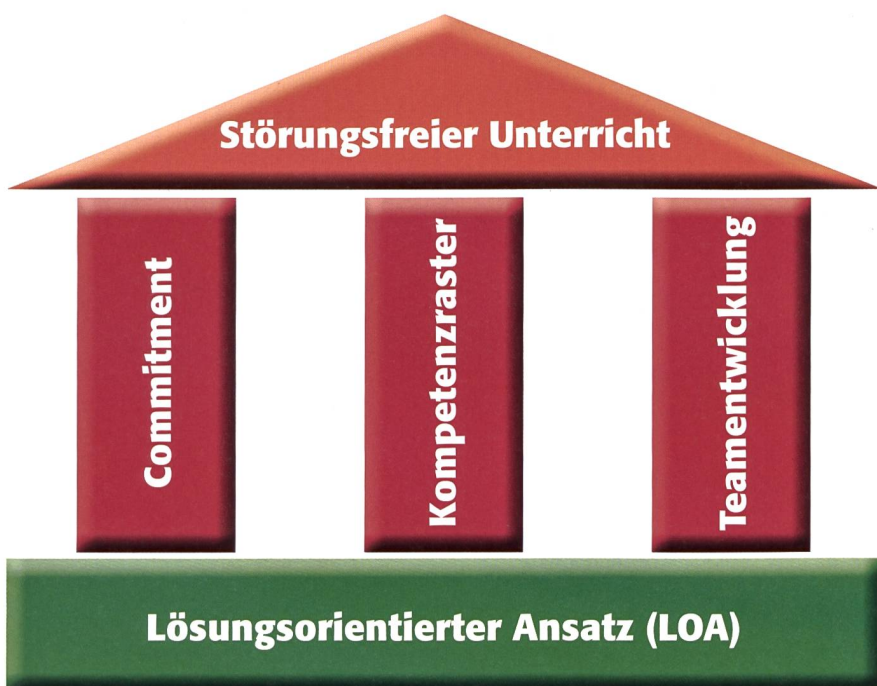 Störungsfreier Unterricht
Commitment
Kompetenzraster
Teamentwicklung
Lösungsorientierter Ansatz (LOA)